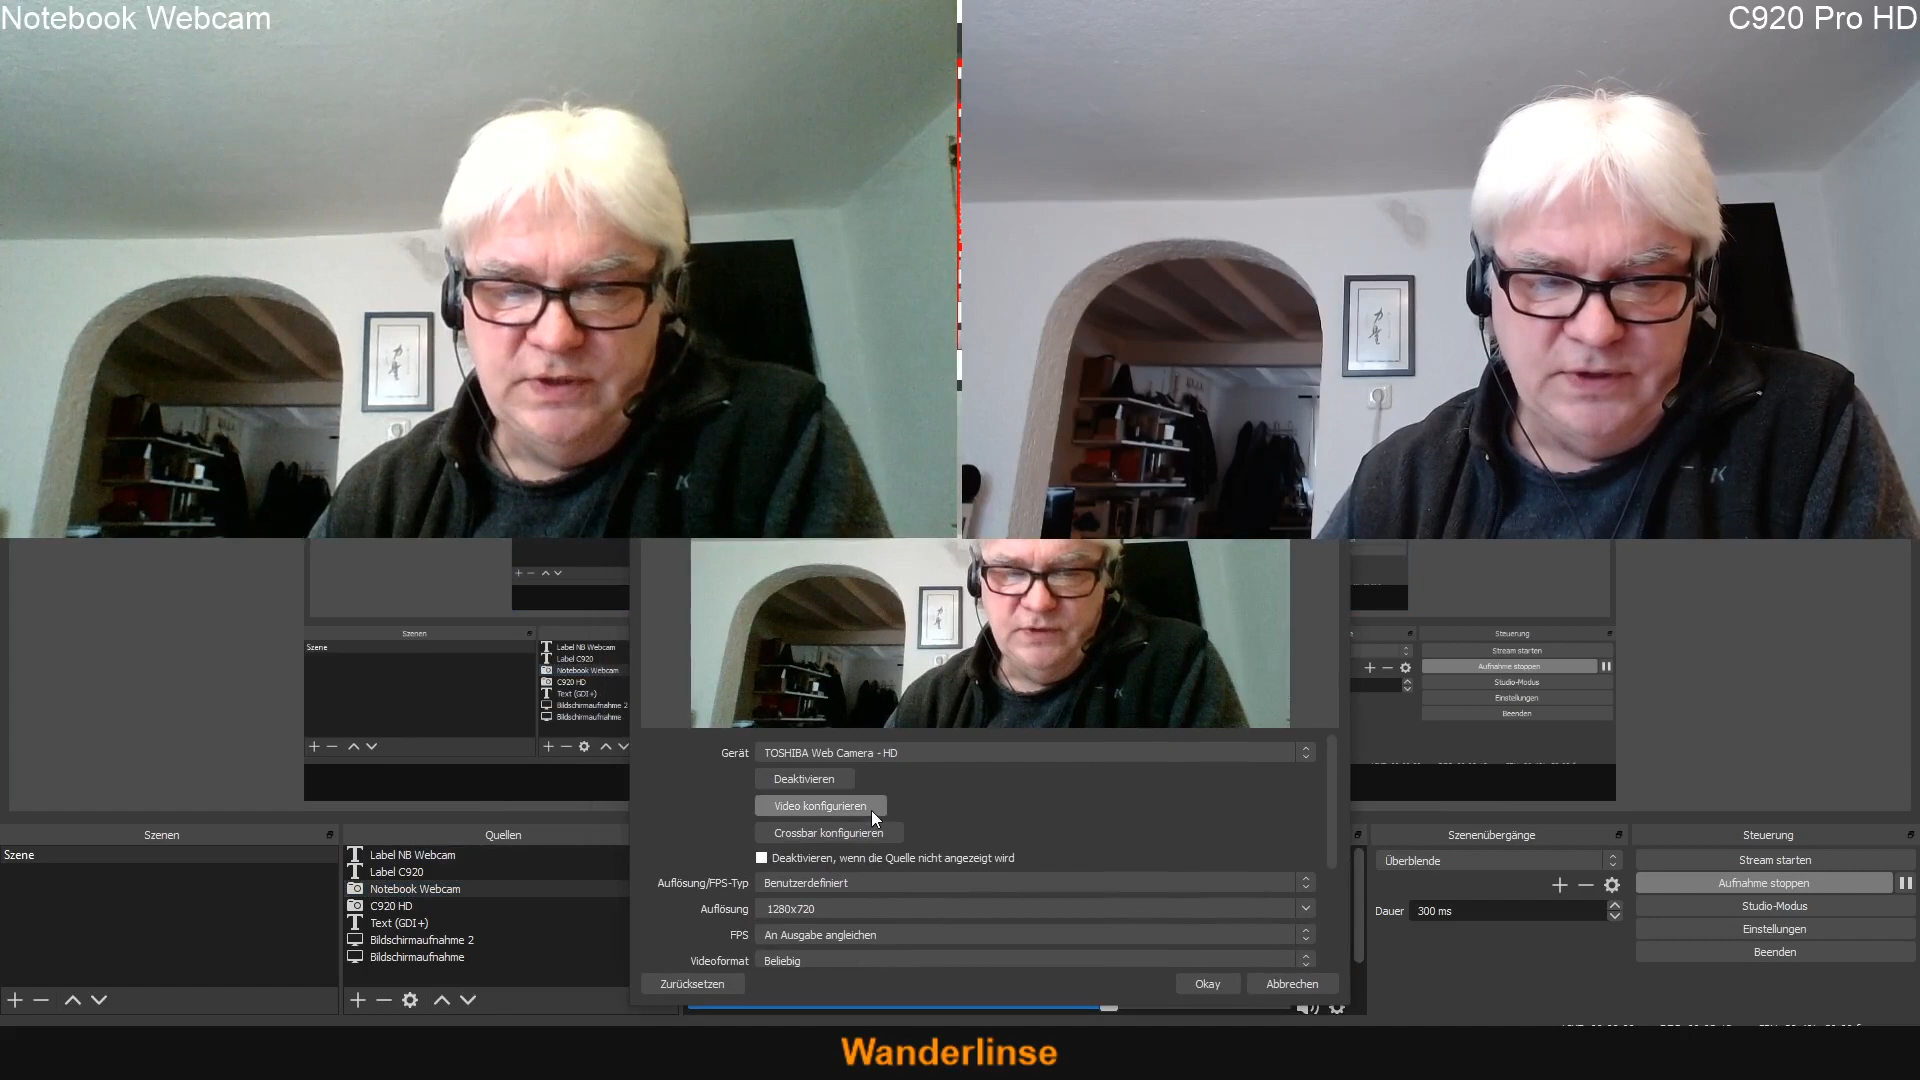 Notebook Webcam
C920 Pro HD
K
K
K
Szenen
Szene
Label NB Webcam
Label C920
Notebook Webcam
C920 HD
Text (GDI+)
Bildschirmaufnahme 2
Bildschirmaufnahme
Steuerung
Stream starten
Aufnahme stoppen
Studio-Modus
Einstellungen
Beenden
Gerät TOSHIBA Web Camera - HD
Deaktivieren
Video konfigurieren
Crossbar konfigurieren
Deaktivieren, wenn die Quelle nicht angezeigt wird
Auflösung/FPS-Typ Benutzerdefiniert
Auflösung 1280x720
FPS An Ausgabe angleichen
Videoformat Beliebig
Zurücksetzen Okay Abbrechen
Szenen
Szene
Quellen
Label NB Webcam
Label C920
Notebook Webcam
C920 HD
Text (GDI+)
Bildschirmaufnahme 2
Bildschirmaufnahme
Szenenübergänge
Überblende
Dauer 300 ms
Steuerung
Stream starten
Aufnahme stoppen
Studio-Modus
Einstellungen
Beenden
Wanderlinse